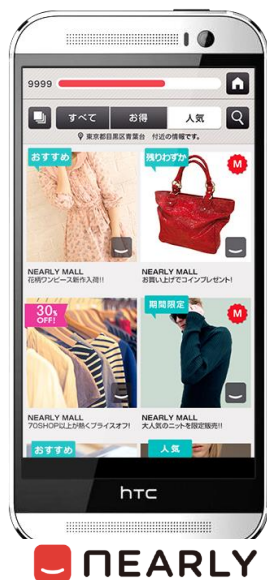 9999
すべて
お得
人気
東京都目黒区青葉台 付近の情報です。
おすすめ
残りわずか
M
NEARLY MALL
花柄ワンピース新作入荷!!
NEARLY MALL
お買い上げでコインプレゼント!
30%
OFF!
期間限定
M
NEARLY MALL
70SHOP以上が熱くプライスオフ!
NEARLY MALL
大人気のニットを限定販売!!
おすすめ
人気
hTC
NEARLY